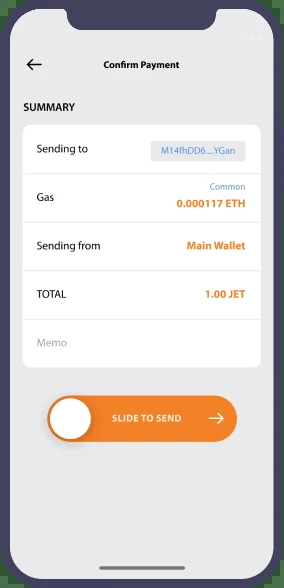 Confirm Payment
SUMMARY
Sending to M14fhDD6....YGan
Common
Gas 0.000117 ETH
Sending from Main Wallet
TOTAL 1.00 JET
Memo
SLIDE TO SEND